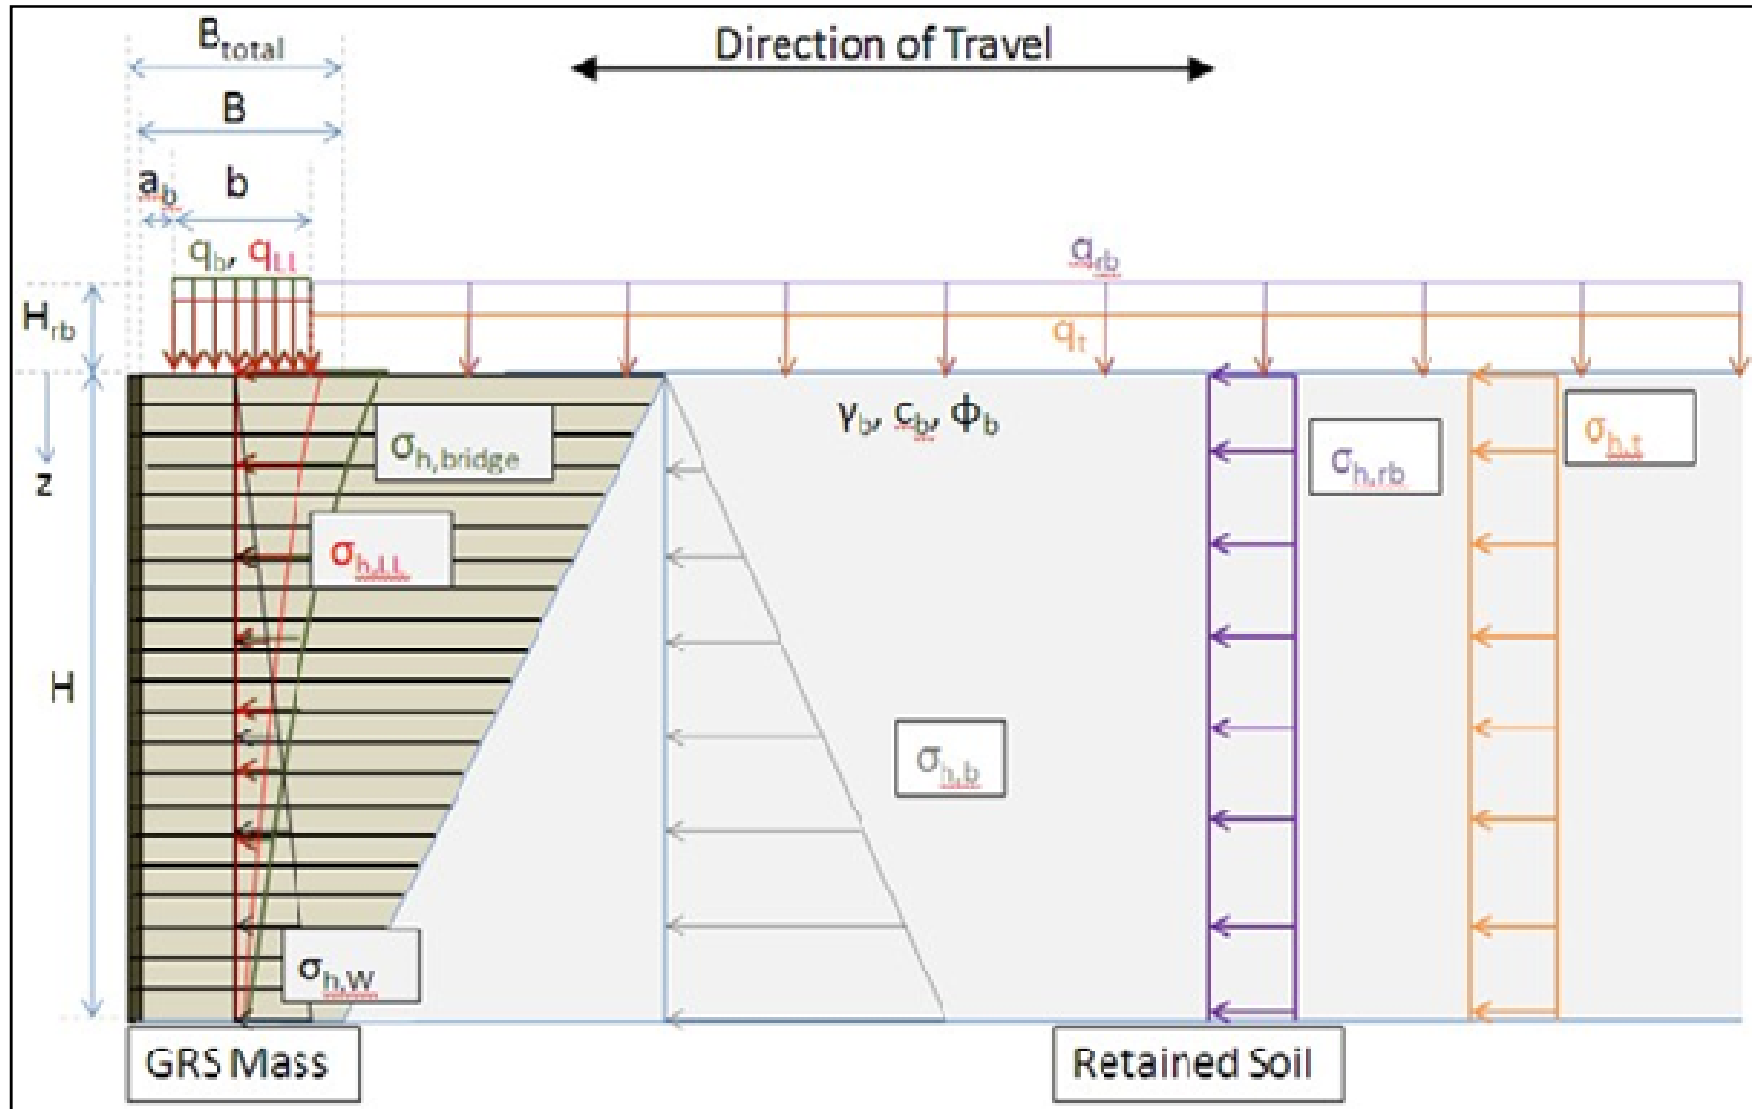 B_total
Direction of Travel
B
a_b
b
q_b, q_LL
q_rb
H_rb
q_t
γ_b, c_b, ф_b
σ_h,bridge
σ_h,rb
σ_h,t
z
σ_h,LL
H
σ_h,b
σ_h,W
GRS Mass
Retained Soil